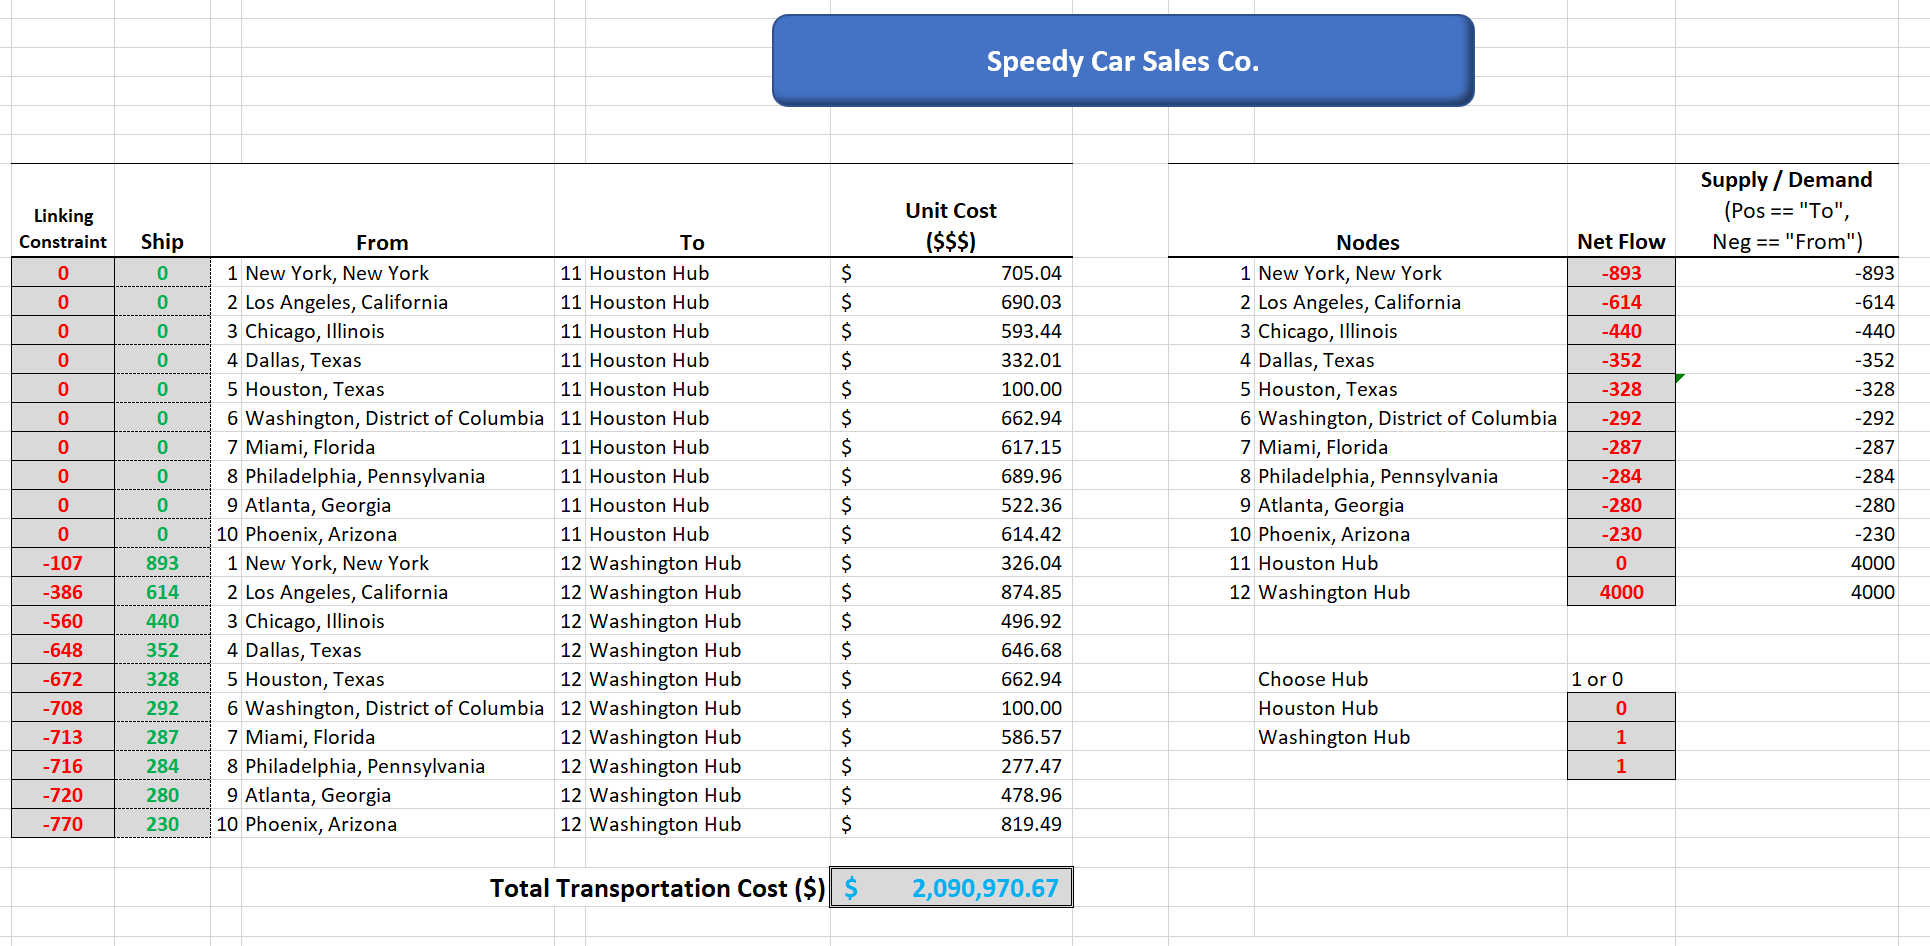 Speedy Car Sales Co.
Linking Constraint Ship From To Unit Cost ($$$)
0 0 1 New York, New York 11 Houston Hub $ 705.04
0 0 2 Los Angeles, California 11 Houston Hub $ 690.03
0 0 3 Chicago, Illinois 11 Houston Hub $ 593.44
0 0 4 Dallas, Texas 11 Houston Hub $ 332.01
0 0 5 Houston, Texas 11 Houston Hub $ 100.00
0 0 6 Washington, District of Columbia 11 Houston Hub $ 662.94
0 0 7 Miami, Florida 11 Houston Hub $ 617.15
0 0 8 Philadelphia, Pennsylvania 11 Houston Hub $ 689.96
0 0 9 Atlanta, Georgia 11 Houston Hub $ 522.36
0 0 10 Phoenix, Arizona 11 Houston Hub $ 614.42
-107 893 1 New York, New York 12 Washington Hub $ 326.04
-386 614 2 Los Angeles, California 12 Washington Hub $ 874.85
-560 440 3 Chicago, Illinois 12 Washington Hub $ 496.92
-648 352 4 Dallas, Texas 12 Washington Hub $ 646.68
-672 328 5 Houston, Texas 12 Washington Hub $ 662.94
-708 292 6 Washington, District of Columbia 12 Washington Hub $ 100.00
-713 287 7 Miami, Florida 12 Washington Hub $ 586.57
-716 284 8 Philadelphia, Pennsylvania 12 Washington Hub $ 277.47
-720 280 9 Atlanta, Georgia 12 Washington Hub $ 478.96
-770 230 10 Phoenix, Arizona 12 Washington Hub $ 819.49
Total Transportation Cost ($) $ 2,090,970.67
Supply / Demand
(Pos == "To",
Nodes Net Flow Neg == "From")
1 New York, New York -893 -893
2 Los Angeles, California -614 -614
3 Chicago, Illinois -440 -440
4 Dallas, Texas -352 -352
5 Houston, Texas -328 -328
6 Washington, District of Columbia -292 -292
7 Miami, Florida -287 -287
8 Philadelphia, Pennsylvania -284 -284
9 Atlanta, Georgia -280 -280
10 Phoenix, Arizona -230 -230
11 Houston Hub 0 4000
12 Washington Hub 4000 4000
Choose Hub 1 or 0
Houston Hub 0
Washington Hub 1
1